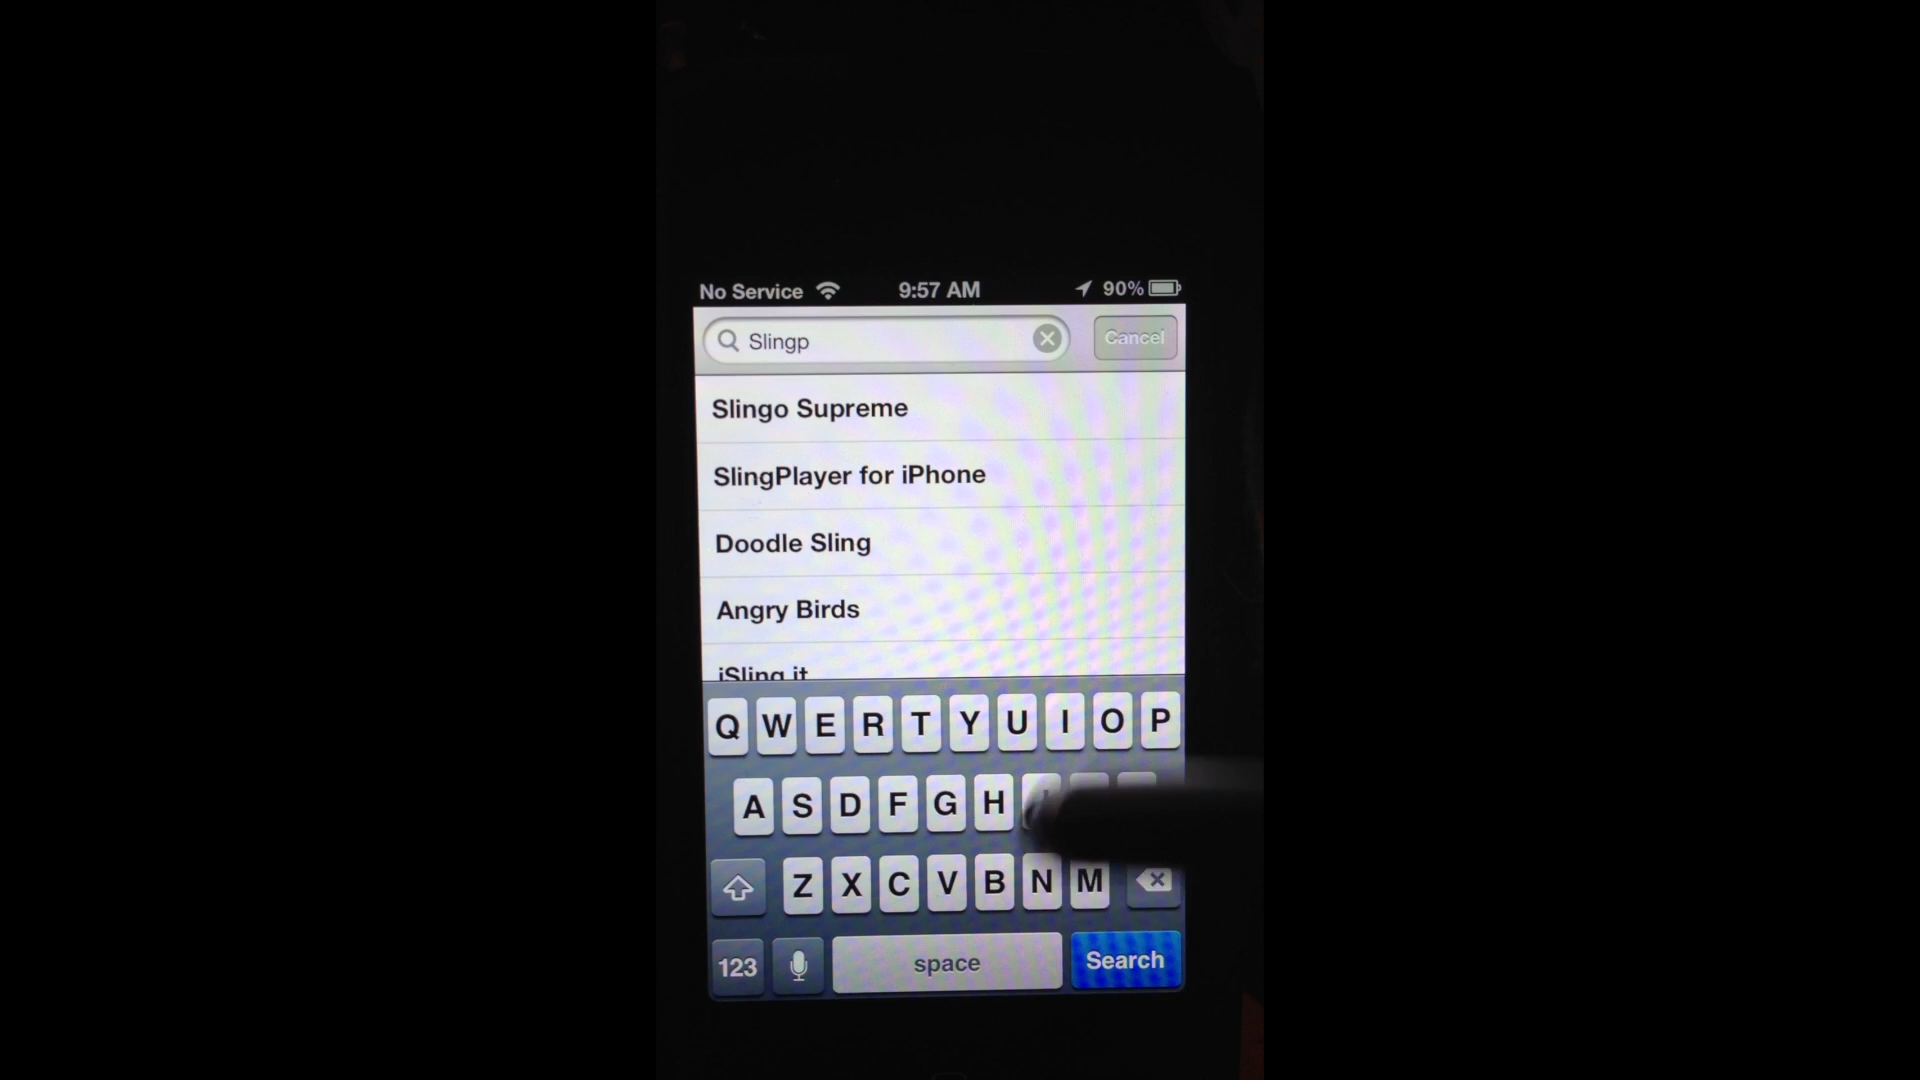 No Service 9:57 AM 90%
Slingp Cancel
Slingo Supreme
SlingPlayer for iPhone
Doodle Sling
Angry Birds
iSling it
Q W E R T Y U I O P
A S D F G H
Z X C V B N M
123 space Search